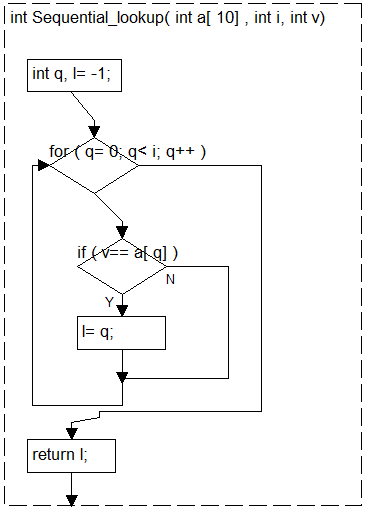 int Sequential_lookup( int a[ 10] , int i, int v)
int q, l= -1;
for ( q= 0; q< i; q++ )
if ( v== a[ q] )
N
Y
l= q;
return l;